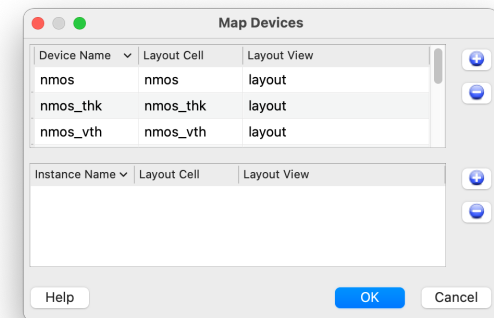 Map Devices
Device Name Layout Cell Layout View
nmos nmos layout
nmos_thk nmos_thk layout
nmos_vth nmos_vth layout
Instance Name Layout Cell Layout View
Help OK Cancel